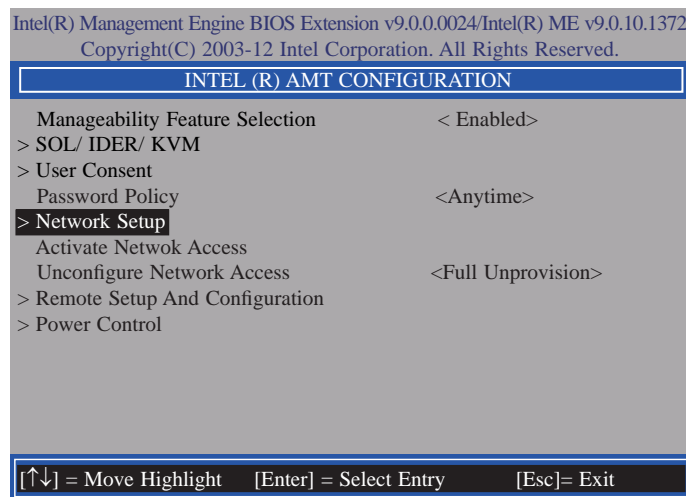 Intel(R) Management Engine BIOS Extension v9.0.0.0024/Intel(R) ME v9.0.10.1372
Copyright(C) 2003-12 Intel Corporation. All Rights Reserved.
INTEL (R) AMT CONFIGURATION
Manageability Feature Selection < Enabled>
> SOL/ IDER/ KVM
> User Consent
Password Policy <Anytime>
> Network Setup
Activate Netwok Access
Unconfigure Network Access <Full Unprovision>
> Remote Setup And Configuration
> Power Control
[↑↓] = Move Highlight [Enter] = Select Entry [Esc]= Exit